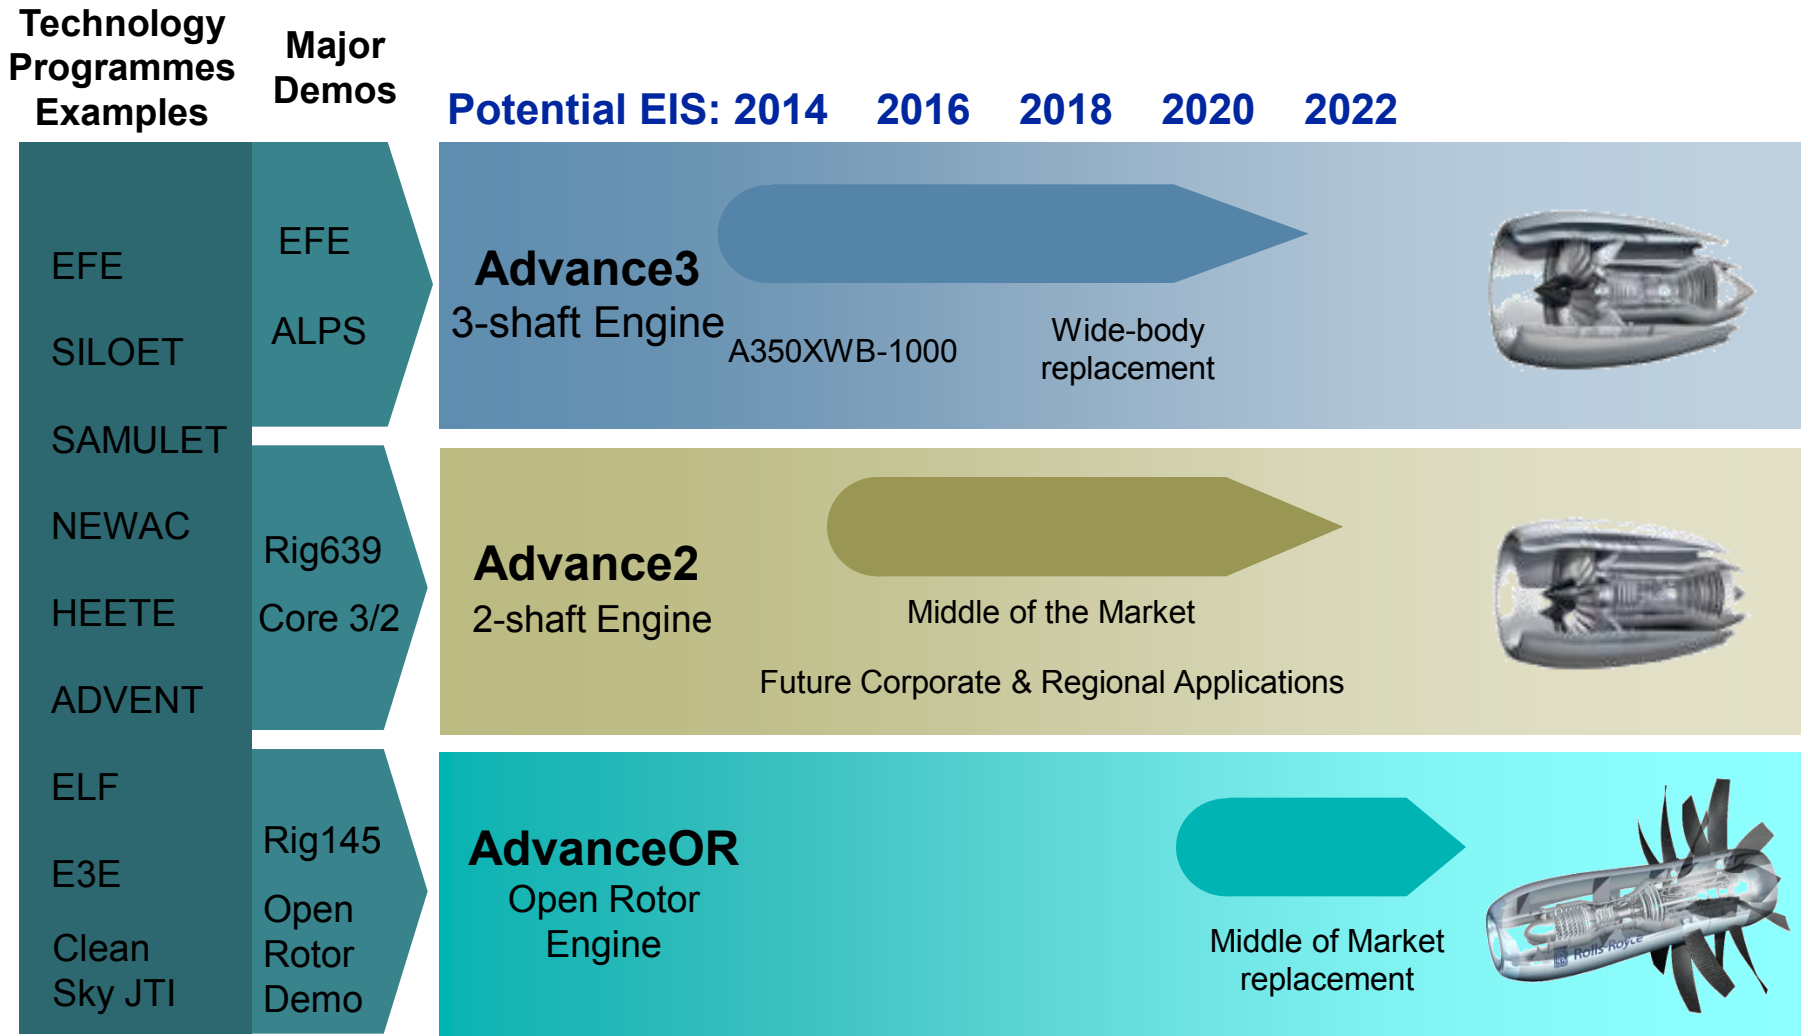 Technology
Programmes
Examples
Major
Demos
Potential EIS: 2014 2016 2018 2020 2022
EFE
SILOET
SAMULET
NEWAC
HEETE
ADVENT
ELF
E3E
Clean
Sky JTI
EFE
ALPS
Rig639
Core 3/2
Rig145
Open
Rotor
Demo
Advance3
3-shaft Engine
A350XWB-1000
Wide-body
replacement
Advance2
2-shaft Engine
Middle of the Market
Future Corporate & Regional Applications
AdvanceOR
Open Rotor
Engine
Middle of Market
replacement
Rolls-Royce